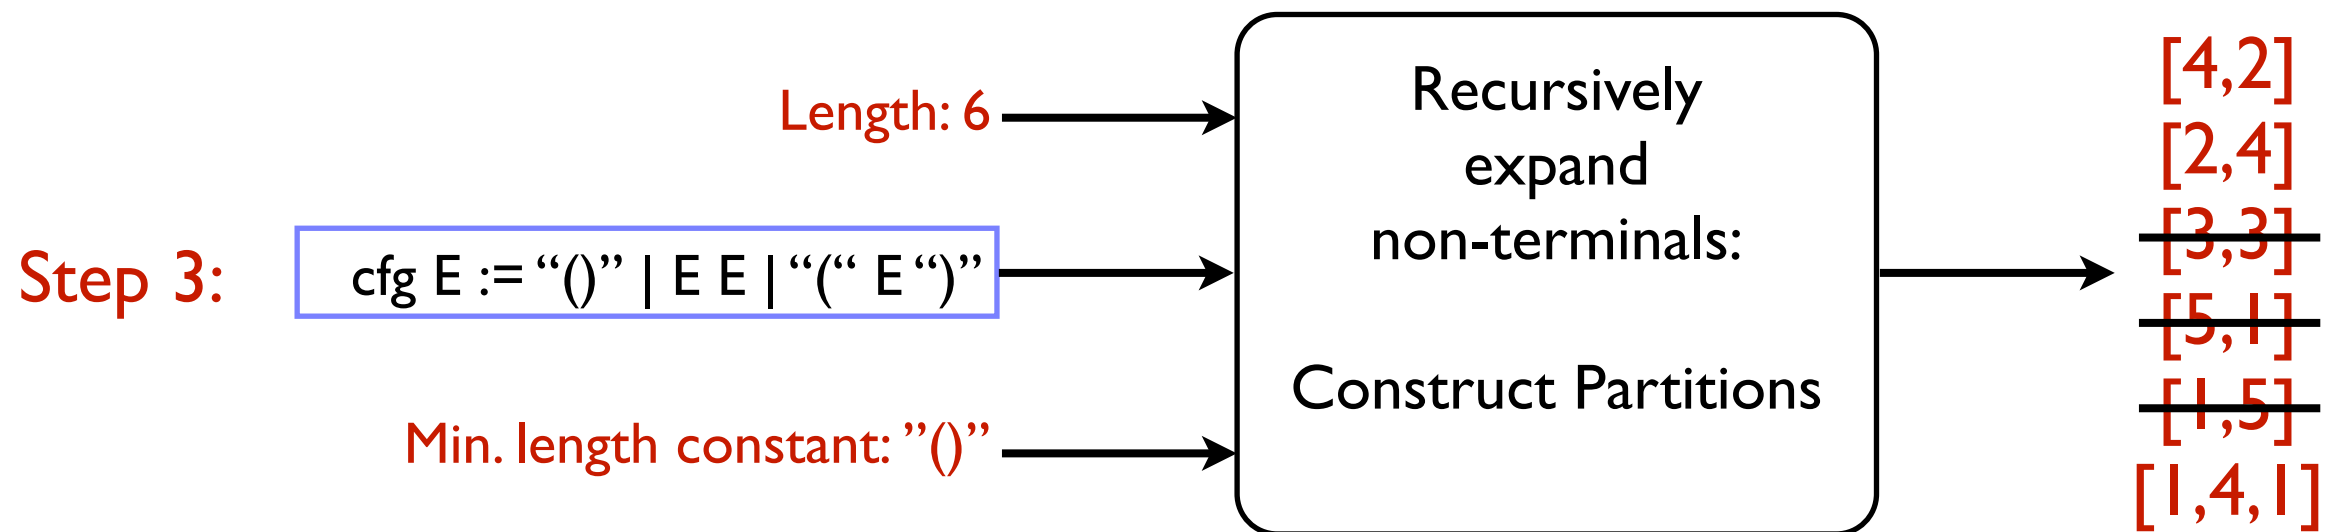 Length: 6
Step 3:
cfg E := “()” | E E | “(“ E “)”
Min. length constant: ”()”
Recursively
expand
non-terminals:
Construct Partitions
[4,2]
[2,4]
[3,3]
[5,1]
[1,5]
[1,4,1]